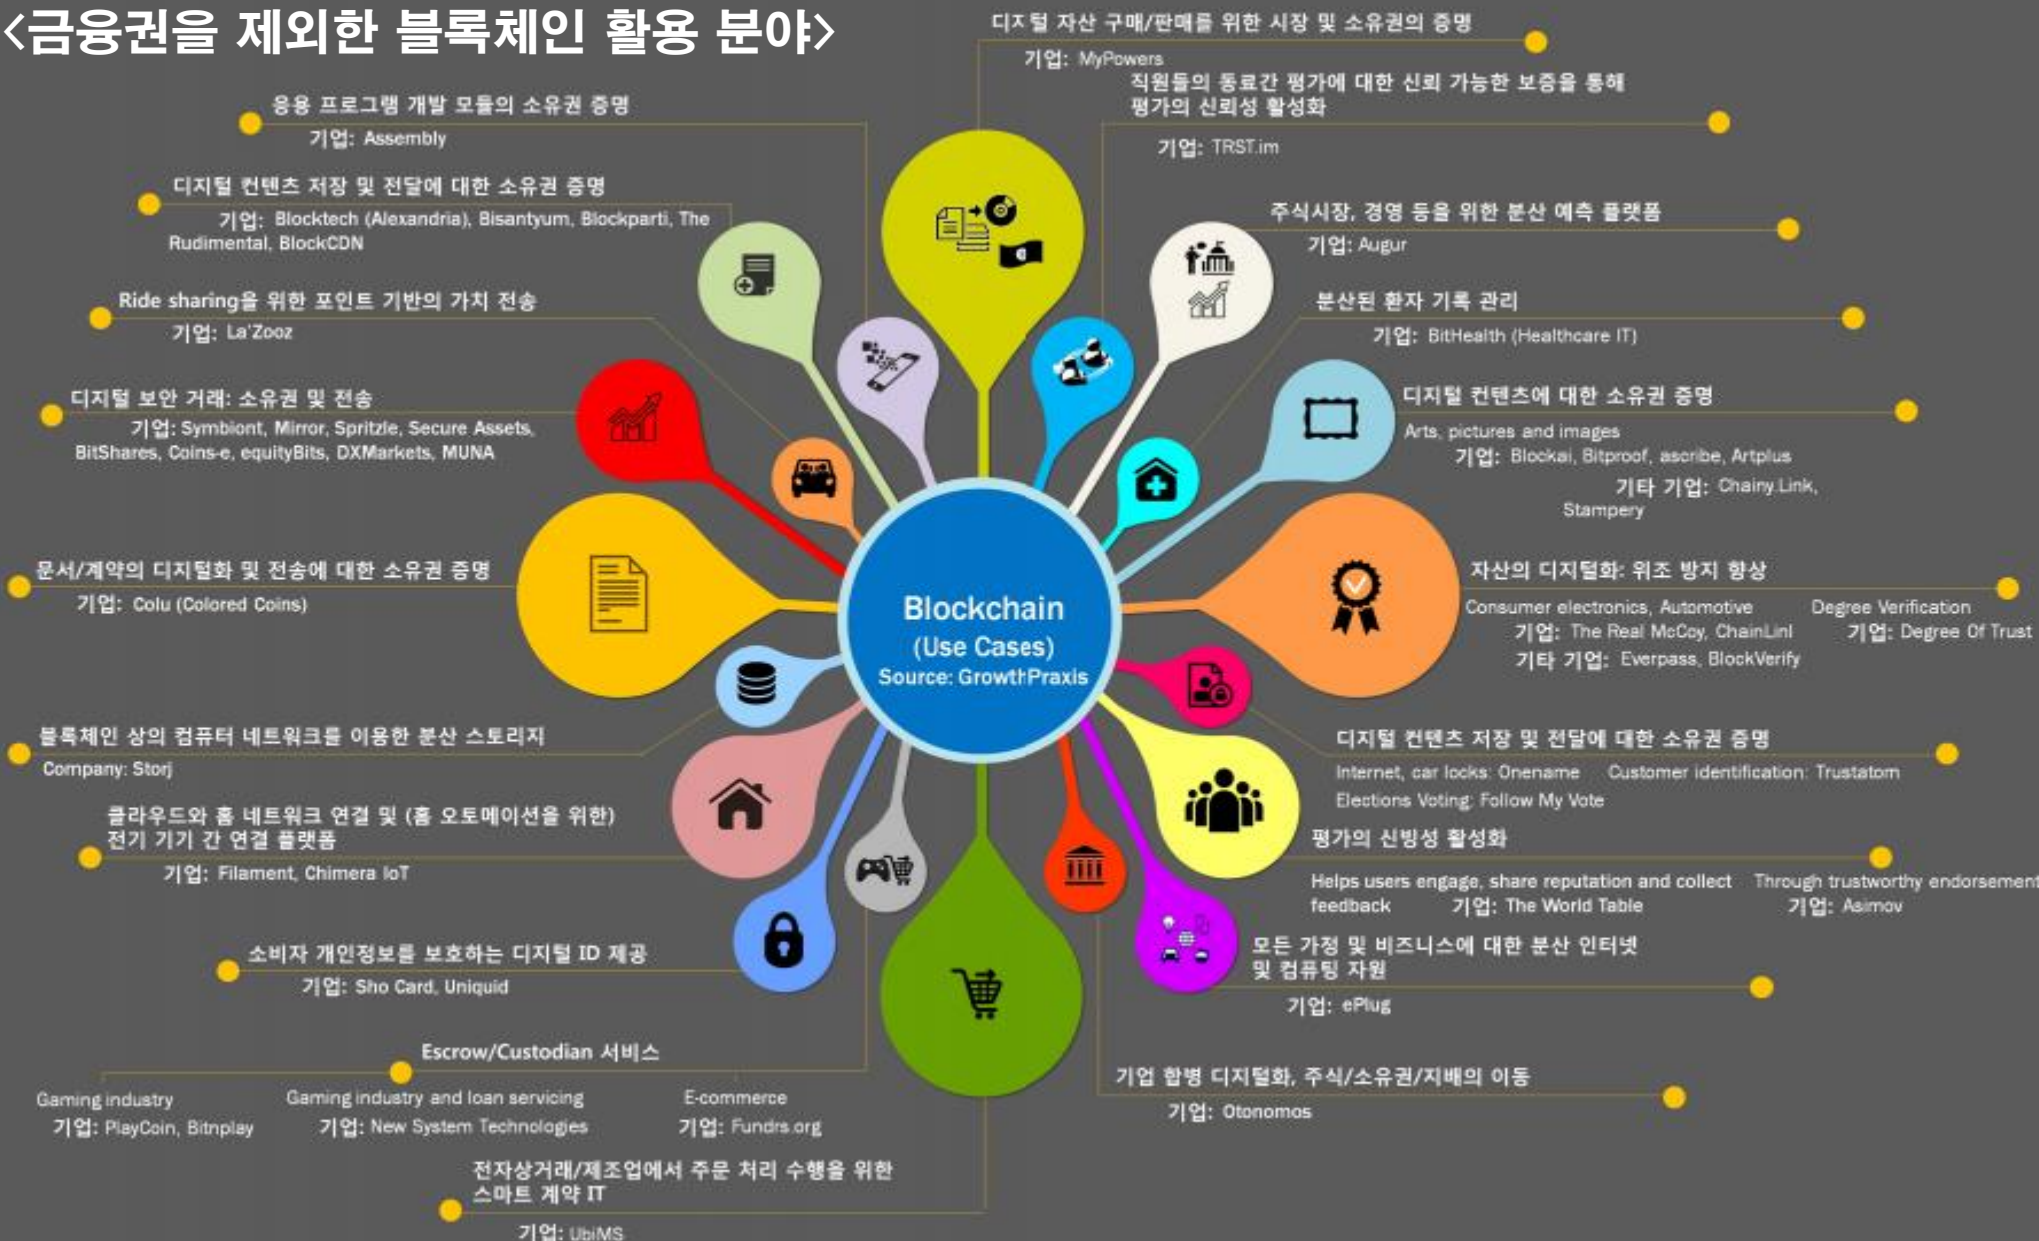 <금융권을 제외한 블록체인 활용 분야>
디지털 자산 구매/판매를 위한 시장 및 소유권의 증명
기업: MyPowers
직원들의 동료간 평가에 대한 신뢰 가능한 보증을 통해
평가의 신뢰성 활성화
기업: TRST.im
응용 프로그램 개발 모듈의 소유권 증명
기업: Assembly
디지털 컨텐츠 저장 및 전달에 대한 소유권 증명
기업: Blocktech (Alexandria), Bisantyum, Blockparti, The
Rudimental, BlockCDN
주식시장, 경영 등을 위한 분산 예측 플랫폼
기업: Augur
Ride sharing을 위한 포인트 기반의 가치 전송
기업: La'Zooz
분산된 환자 기록 관리
기업: BitHealth (Healthcare IT)
디지털 보안 거래: 소유권 및 전송
기업: Symbiont, Mirror, Spritzle, Secure Assets,
BitShares, Coins-e, equityBits, DXMarkets, MUNA
디지털 컨텐츠에 대한 소유권 증명
Arts, pictures and images
기업: Blockai, Bitproof, ascribe, Artplus
기타 기업: Chainy.Link,
Stampery
문서/계약의 디지털화 및 전송에 대한 소유권 증명
기업: Colu (Colored Coins)
Blockchain
(Use Cases)
Source: GrowthPraxis
자산의 디지털화: 위조 방지 향상
Consumer electronics, Automotive
기업: The Real McCoy, ChainLinl
기타 기업: Everpass, BlockVerify
Degree Verification
기업: Degree Of Trust
블록체인 상의 컴퓨터 네트워크를 이용한 분산 스토리지
Company: Storj
디지털 컨텐츠 저장 및 전달에 대한 소유권 증명
Internet, car locks: Onename Customer identification: Trustatom
Elections Voting: Follow My Vote
클라우드와 홈 네트워크 연결 및 (홈 오토메이션을 위한)
전기 기기 간 연결 플랫폼
기업: Filament, Chimera IoT
평가의 신빙성 활성화
Helps users engage, share reputation and collect
feedback 기업: The World Table
Through trustworthy endorsement
기업: Asimov
소비자 개인정보를 보호하는 디지털 ID 제공
기업: Sho Card, Uniquid
모든 가정 및 비즈니스에 대한 분산 인터넷
및 컴퓨팅 자원
기업: ePlug
Escrow/Custodian 서비스
Gaming industry
기업: PlayCoin, Bitnplay
Gaming industry and loan servicing
기업: New System Technologies
E-commerce
기업: Fundrs.org
기업 합병 디지털화, 주식/소유권/지배의 이동
기업: Otonomos
전자상거래/제조업에서 주문 처리 수행을 위한
스마트 계약 IT
기업: UbiMS